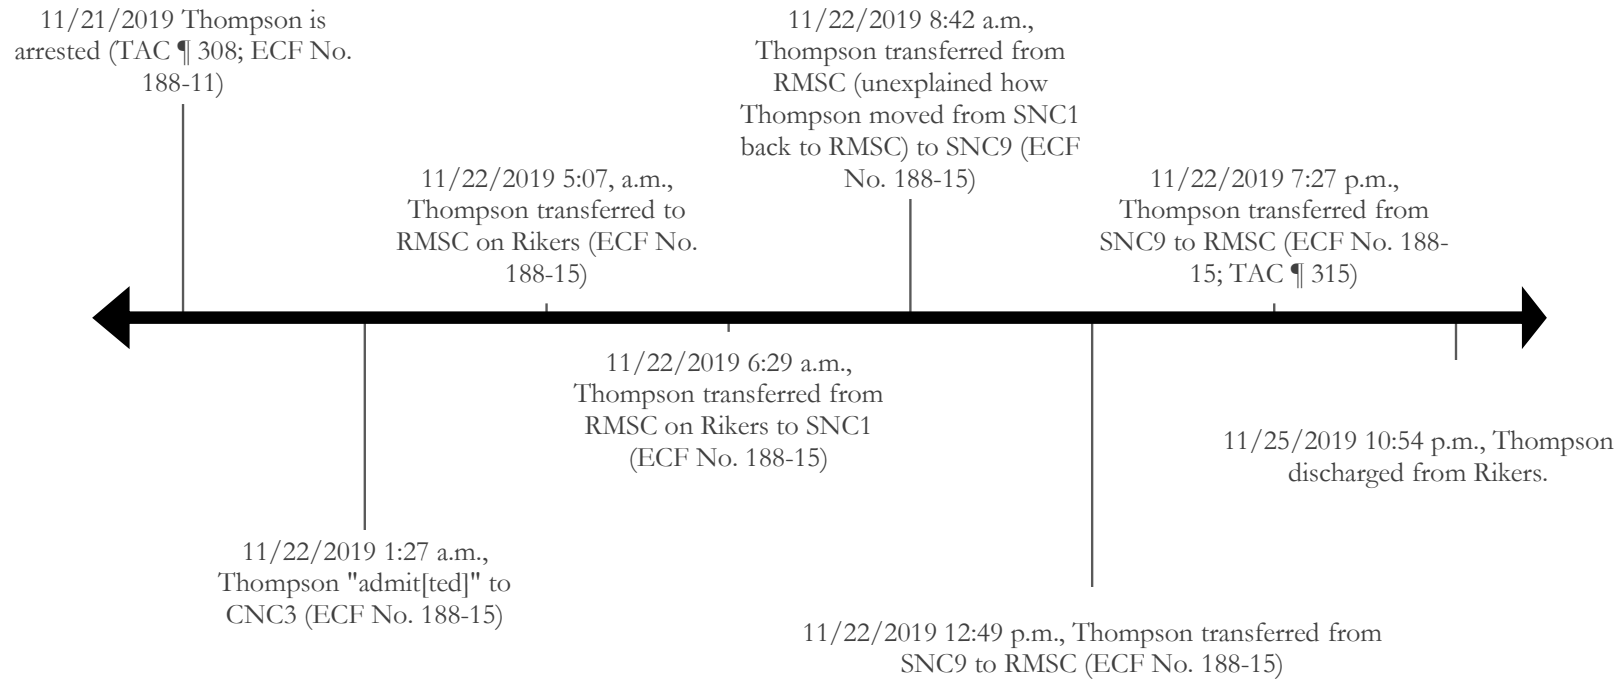 11/21/2019 Thompson is
arrested (TAC ¶ 308; ECF No.
188-11)
11/22/2019 1:27 a.m.,
Thompson "admit[ted]" to
CNC3 (ECF No. 188-15)
11/22/2019 5:07, a.m.,
Thompson transferred to
RMSC on Rikers (ECF No.
188-15)
11/22/2019 6:29 a.m.,
Thompson transferred from
RMSC on Rikers to SNC1
(ECF No. 188-15)
11/22/2019 8:42 a.m.,
Thompson transferred from
RMSC (unexplained how
Thompson moved from SNC1
back to RMSC) to SNC9 (ECF
No. 188-15)
11/22/2019 12:49 p.m., Thompson transferred from
SNC9 to RMSC (ECF No. 188-15)
11/22/2019 7:27 p.m.,
Thompson transferred from
SNC9 to RMSC (ECF No. 188-
15; TAC ¶ 315)
11/25/2019 10:54 p.m., Thompson
discharged from Rikers.